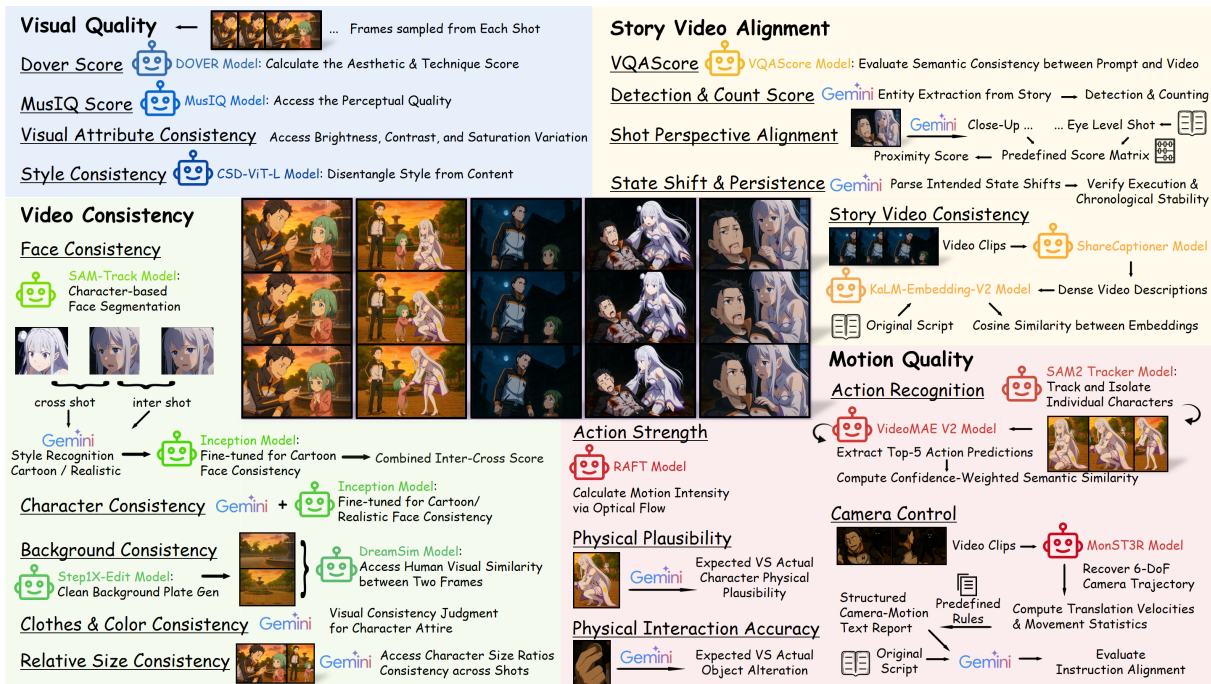 Visual Quality
... Frames sampled from Each Shot
Dover Score
DOVER Model: Calculate the Aesthetic & Technique Score
MusIQ Score
MusIQ Model: Access the Perceptual Quality
Visual Attribute Consistency
Access Brightness, Contrast, and Saturation Variation
Style Consistency
CSD-ViT-L Model: Disentangle Style from Content
Story Video Alignment
VQAScore
VQAScore Model: Evaluate Semantic Consistency between Prompt and Video
Detection & Count Score
Gemini Entity Extraction from Story
Detection & Counting
Shot Perspective Alignment
Gemini
Close-Up ...
... Eye Level Shot
Proximity Score
Predefined Score Matrix
State Shift & Persistence
Gemini Parse Intended State Shifts
Verify Execution &
Chronological Stability
Story Video Consistency
Video Clips
ShareCaptioner Model
KaLM-Embedding-V2 Model
Dense Video Descriptions
Original Script
Cosine Similarity between Embeddings
Video Consistency
Face Consistency
SAM-Track Model:
Character-based
Face Segmentation
cross shot
inter shot
Gemini
Style Recognition
Cartoon / Realistic
Inception Model:
Fine-tuned for Cartoon
Face Consistency
Combined Inter-Cross Score
Character Consistency
Gemini +
Inception Model:
Fine-tuned for Cartoon/
Realistic Face Consistency
Background Consistency
Step1X-Edit Model:
Clean Background Plate Gen
DreamSim Model:
Access Human Visual Similarity
between Two Frames
Clothes & Color Consistency
Gemini
Visual Consistency Judgment
for Character Attire
Relative Size Consistency
Gemini
Access Character Size Ratios
Consistency across Shots
Motion Quality
Action Recognition
SAM2 Tracker Model:
Track and Isolate
Individual Characters
VideoMAE V2 Model
Extract Top-5 Action Predictions
Compute Confidence-Weighted Semantic Similarity
Action Strength
RAFT Model
Calculate Motion Intensity
via Optical Flow
Physical Plausibility
Gemini
Expected VS Actual
Character Physical
Plausibility
Physical Interaction Accuracy
Gemini
Expected VS Actual
Object Alteration
Camera Control
Video Clips
MonST3R Model
Recover 6-DoF
Camera Trajectory
Compute Translation Velocities
& Movement Statistics
Predefined
Rules
Structured
Camera-Motion
Text Report
Original
Script
Gemini
Evaluate
Instruction Alignment